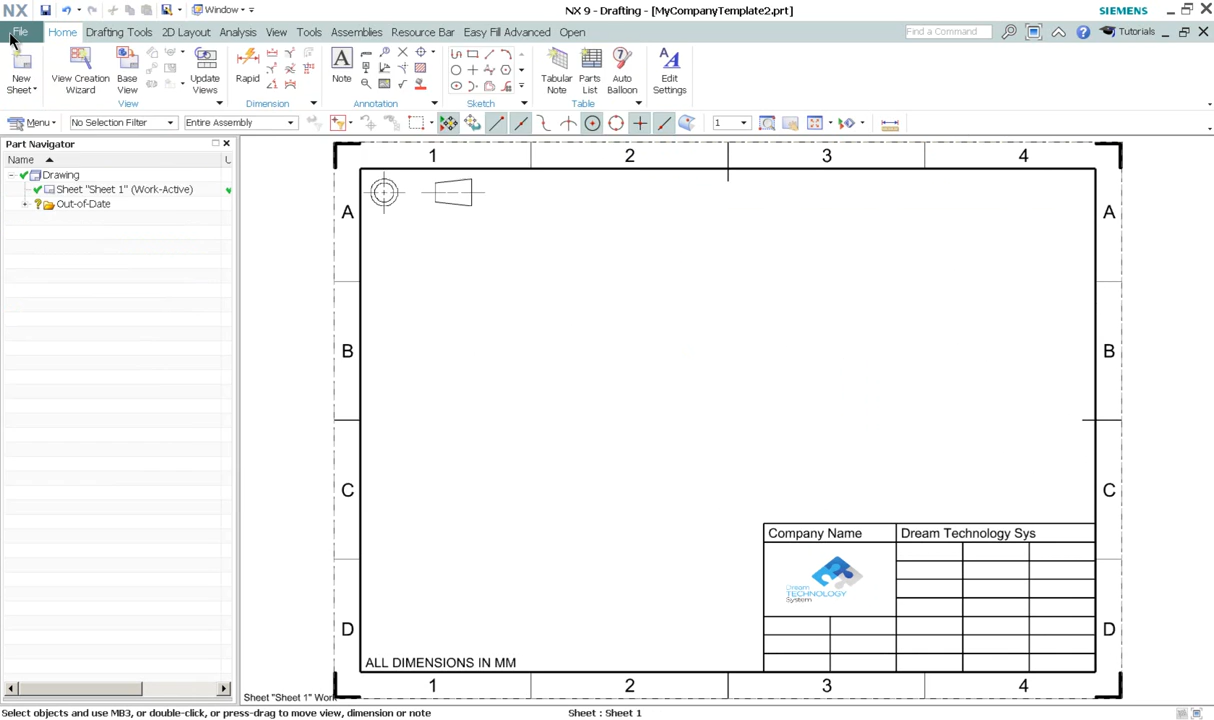 NX Window NX 9 - Drafting - [MyCompanyTemplate2.prt] SIEMENS
File Home Drafting Tools 2D Layout Analysis View Tools Assemblies Resource Bar Easy Fill Advanced Open Find a Command Tutorials
New Sheet View Creation Wizard Base View Update Views Rapid Note Tabular Note Parts List Auto Balloon Edit Settings
View Dimension Annotation Sketch Table
Menu No Selection Filter Entire Assembly 1
Part Navigator
Name U
Drawing
Sheet "Sheet 1" (Work-Active)
Out-of-Date
1 2 3 4
A A
B B
C C
Company Name Dream Technology Sys
Dream
TECHNOLOGY
System
D D
ALL DIMENSIONS IN MM
1 2 3 4
Sheet "Sheet 1" Work
Select objects and use MB3, or double-click, or press-drag to move view, dimension or note Sheet : Sheet 1